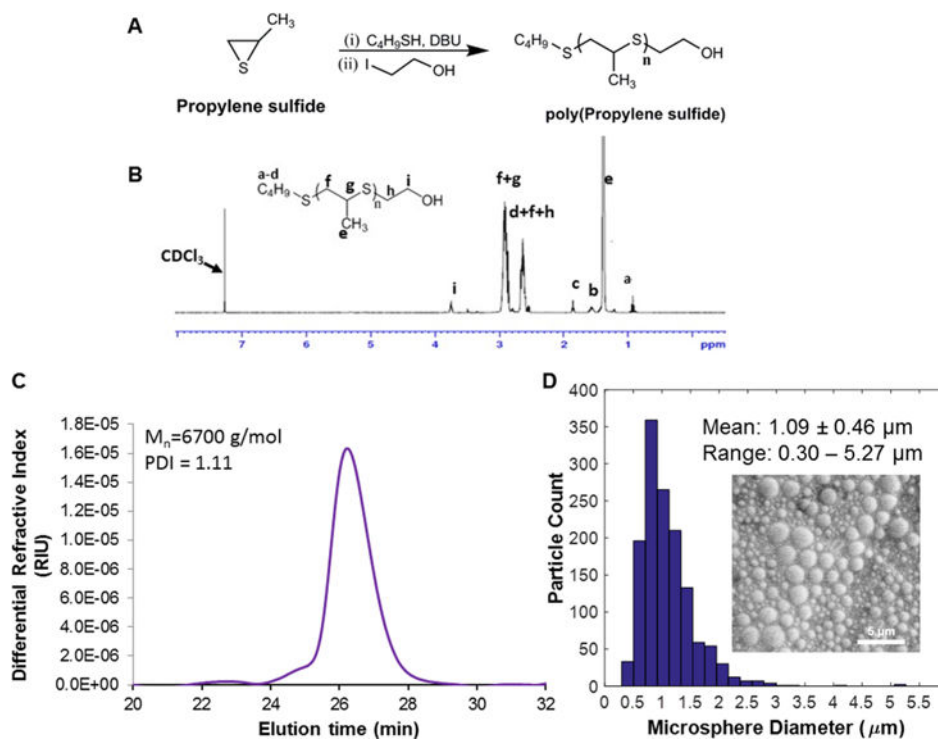 A
CH₃
S
Propylene sulfide
(i) C₄H₉SH, DBU
(ii) I OH
C₄H₉ S S OH
n
CH₃
poly(Propylene sulfide)
B
a-d f g h i
C₄H₉ S S OH
n
CH₃
e
CDCl₃
i
f+g
d+f+h
c
b
e
a
7 6 5 4 3 2 1 ppm
C
Mₙ=6700 g/mol
PDI = 1.11
Differential Refractive Index
(RIU)
1.8E-05
1.6E-05
1.4E-05
1.2E-05
1.0E-05
8.0E-06
6.0E-06
4.0E-06
2.0E-06
0.0E+00
20 22 24 26 28 30 32
Elution time (min)
D
Mean: 1.09 ± 0.46 µm
Range: 0.30 – 5.27 µm
5 µm
Particle Count
400
350
300
250
200
150
100
50
0
0 0.5 1 1.5 2 2.5 3 3.5 4 4.5 5 5.5
Microsphere Diameter ( µm)